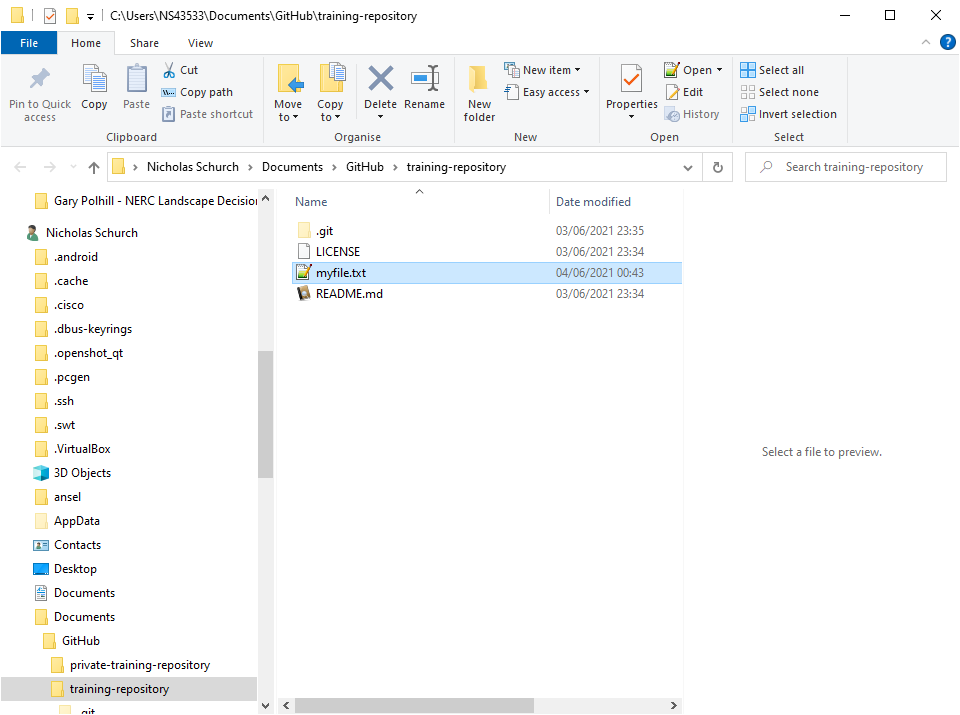 C:\Users\NS43533\Documents\GitHub\training-repository
File Home Share View
Pin to Quick access
Copy
Paste
Cut
Copy path
Paste shortcut
Clipboard
Move to
Copy to
Delete
Rename
Organise
New folder
New item
Easy access
New
Properties
Open
Edit
History
Open
Select all
Select none
Invert selection
Select
Nicholas Schurch > Documents > GitHub > training-repository
Search training-repository
Gary Polhill - NERC Landscape Decision
Nicholas Schurch
.android
.cache
.cisco
.dbus-keyrings
.openshot_qt
.pcgen
.ssh
.swt
.VirtualBox
3D Objects
ansel
AppData
Contacts
Desktop
Documents
Documents
GitHub
private-training-repository
training-repository
.git
Name Date modified
.git 03/06/2021 23:35
LICENSE 03/06/2021 23:34
myfile.txt 04/06/2021 00:43
README.md 03/06/2021 23:34
Select a file to preview.